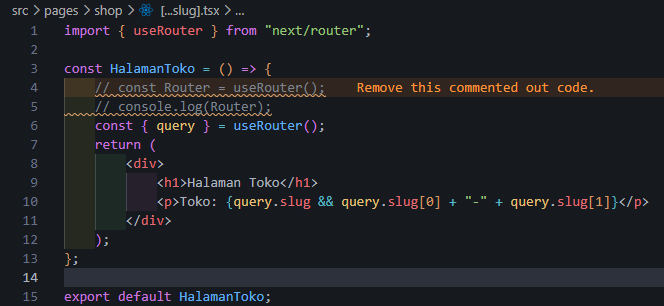 src > pages > shop > [...slug].tsx > ...
1 import { useRouter } from "next/router";
2
3 const HalamanToko = () => {
4 // const Router = useRouter(); Remove this commented out code.
5 // console.log(Router);
6 const { query } = useRouter();
7 return (
8 <div>
9 <h1>Halaman Toko</h1>
10 <p>Toko: {query.slug && query.slug[0] + "-" + query.slug[1]}</p>
11 </div>
12 );
13 };
14
15 export default HalamanToko;